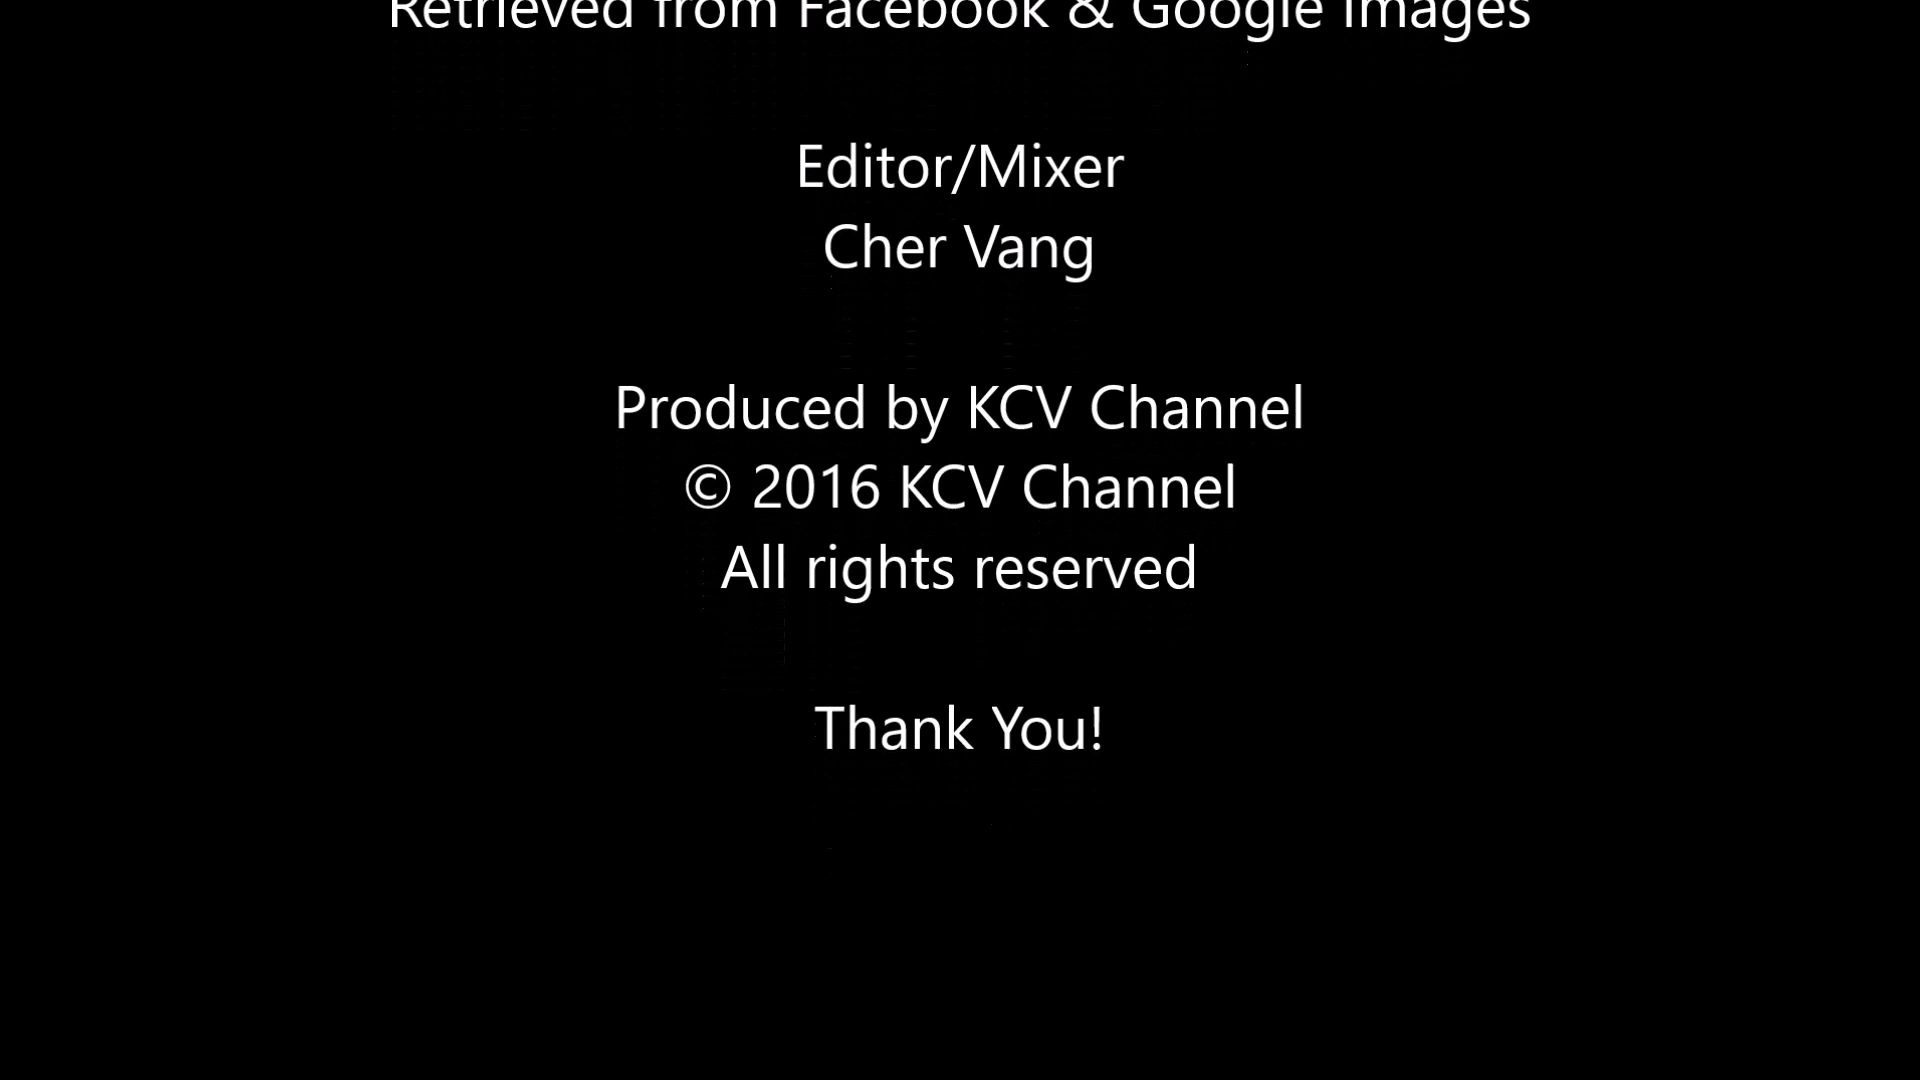 Retrieved from Facebook & Google Images
Editor/Mixer
Cher Vang
Produced by KCV Channel
© 2016 KCV Channel
All rights reserved
Thank You!